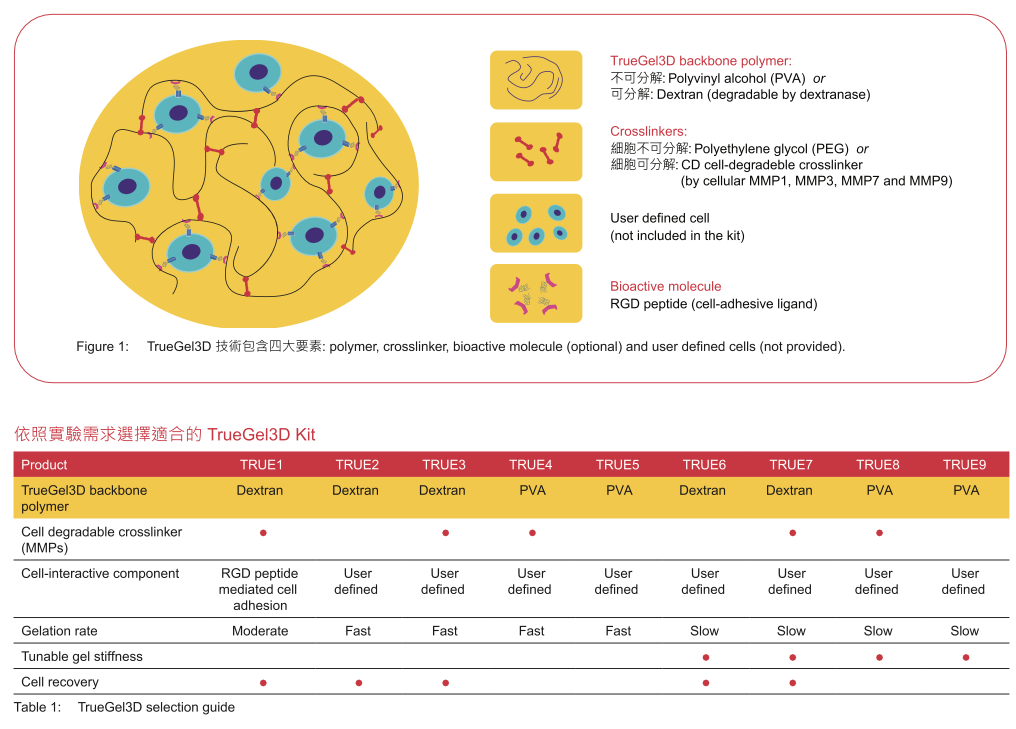 TrueGel3D backbone polymer:
不可分解: Polyvinyl alcohol (PVA) or
可分解: Dextran (degradable by dextranase)
Crosslinkers:
細胞不可分解: Polyethylene glycol (PEG) or
細胞可分解: CD cell-degradeble crosslinker
(by cellular MMP1, MMP3, MMP7 and MMP9)
User defined cell
(not included in the kit)
Bioactive molecule
RGD peptide (cell-adhesive ligand)
Figure 1: TrueGel3D 技術包含四大要素: polymer, crosslinker, bioactive molecule (optional) and user defined cells (not provided).
依照實驗需求選擇適合的 TrueGel3D Kit
Product TRUE1 TRUE2 TRUE3 TRUE4 TRUE5 TRUE6 TRUE7 TRUE8 TRUE9
TrueGel3D backbone Dextran Dextran Dextran PVA PVA Dextran Dextran PVA PVA
polymer
Cell degradable crosslinker ● ● ● ● ●
(MMPs)
Cell-interactive component RGD peptide User User User User User User User User
mediated cell defined defined defined defined defined defined defined defined
adhesion
Gelation rate Moderate Fast Fast Fast Fast Slow Slow Slow Slow
Tunable gel stiffness ● ● ● ●
Cell recovery ● ● ● ● ●
Table 1: TrueGel3D selection guide